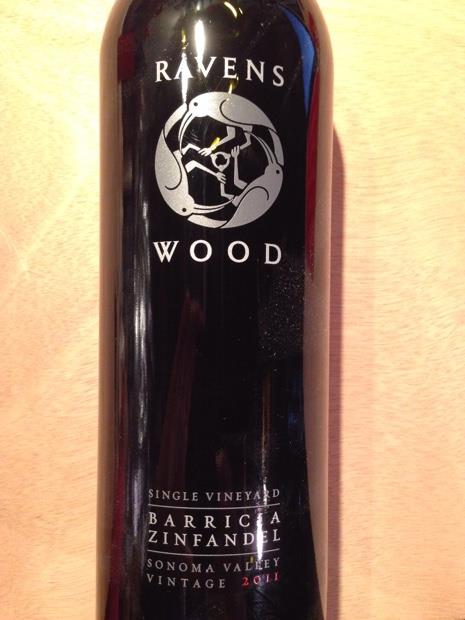 RAVENS
WOOD
SINGLE VINEYARD
BARRICIA
ZINFANDEL
SONOMA VALLEY
VINTAGE 2011